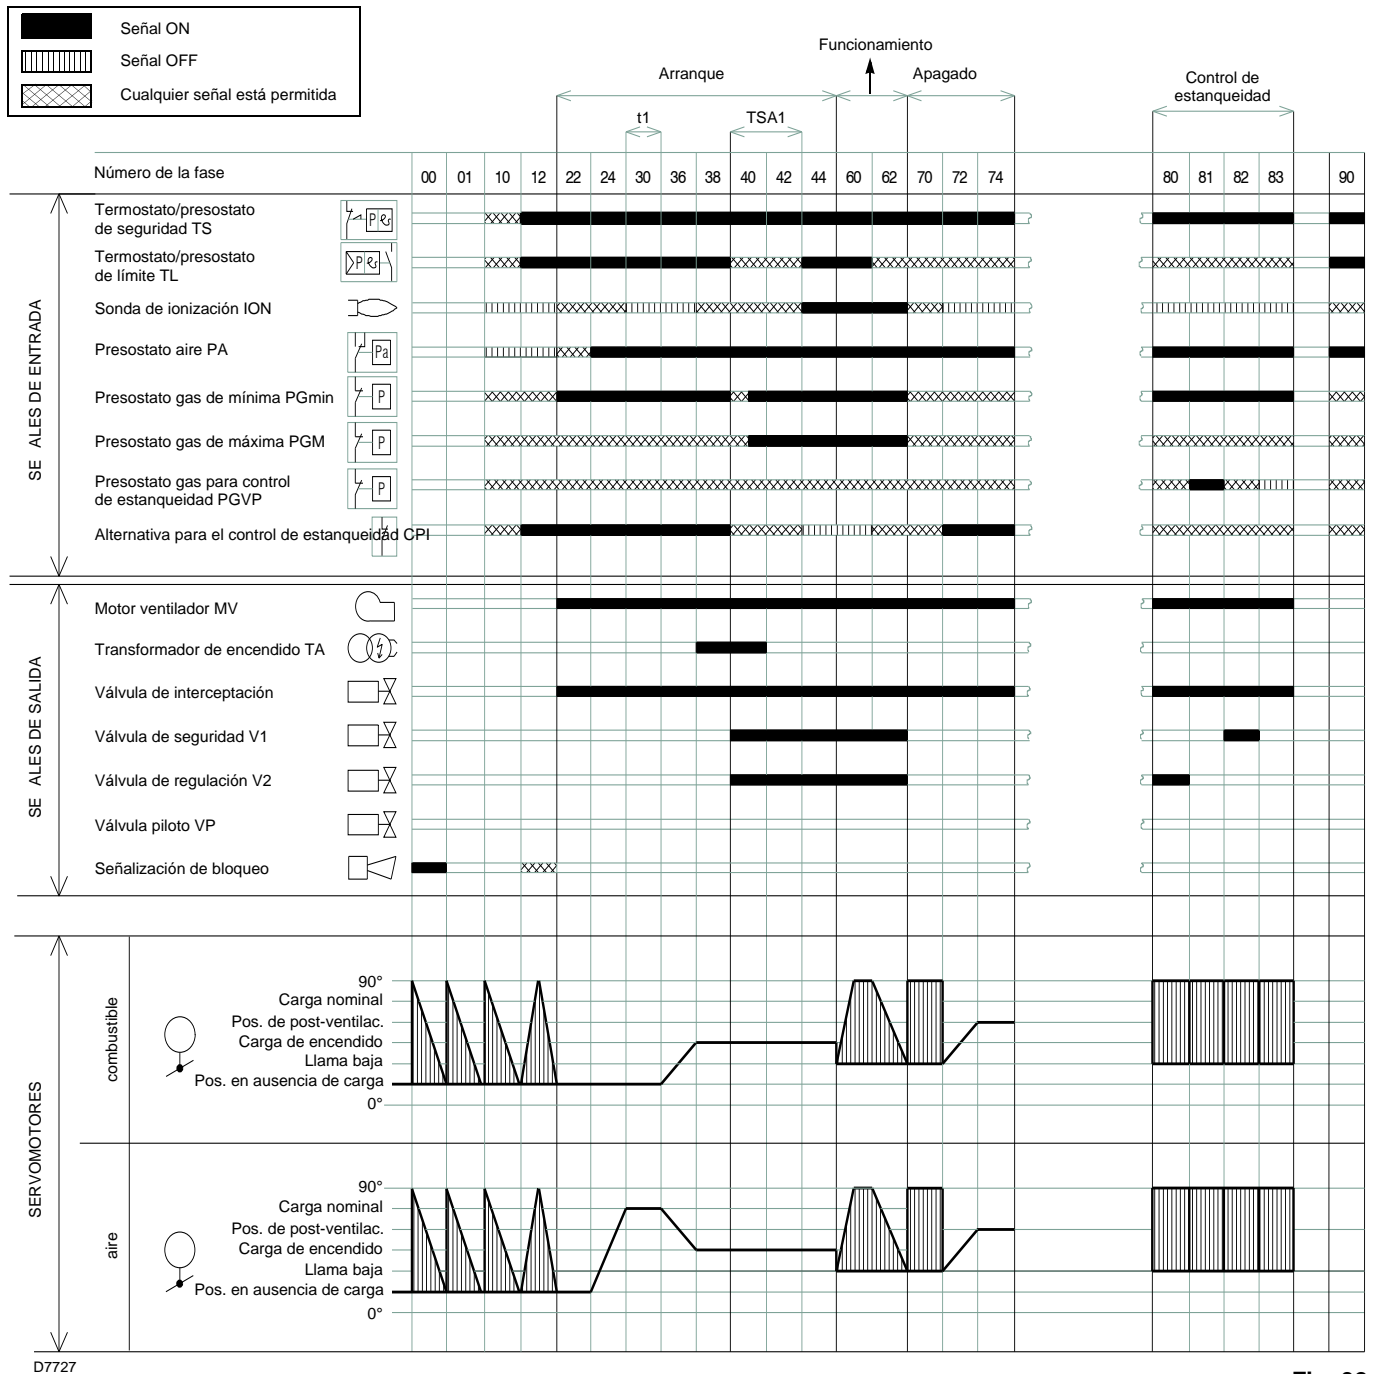 Señal ON
Señal OFF
Cualquier señal está permitida
Funcionamiento
Arranque
Apagado
Control de
estanqueidad
t1
TSA1
Número de la fase
00 01 10 12 22 24 30 36 38 40 42 44 60 62 70 72 74 80 81 82 83 90
SE ALES DE ENTRADA
Termostato/presostato
de seguridad TS
P
Termostato/presostato
de límite TL
P
Sonda de ionización ION
Presostato aire PA
Pa
Presostato gas de mínima PGmin
P
Presostato gas de máxima PGM
P
Presostato gas para control
de estanqueidad PGVP
P
Alternativa para el control de estanqueidad CPI
SE ALES DE SALIDA
Motor ventilador MV
Transformador de encendido TA
Válvula de interceptación
Válvula de seguridad V1
Válvula de regulación V2
Válvula piloto VP
Señalización de bloqueo
SERVOMOTORES
combustible
90°
Carga nominal
Pos. de post-ventilac.
Carga de encendido
Llama baja
Pos. en ausencia de carga
0°
aire
90°
Carga nominal
Pos. de post-ventilac.
Carga de encendido
Llama baja
Pos. en ausencia de carga
0°
D7727